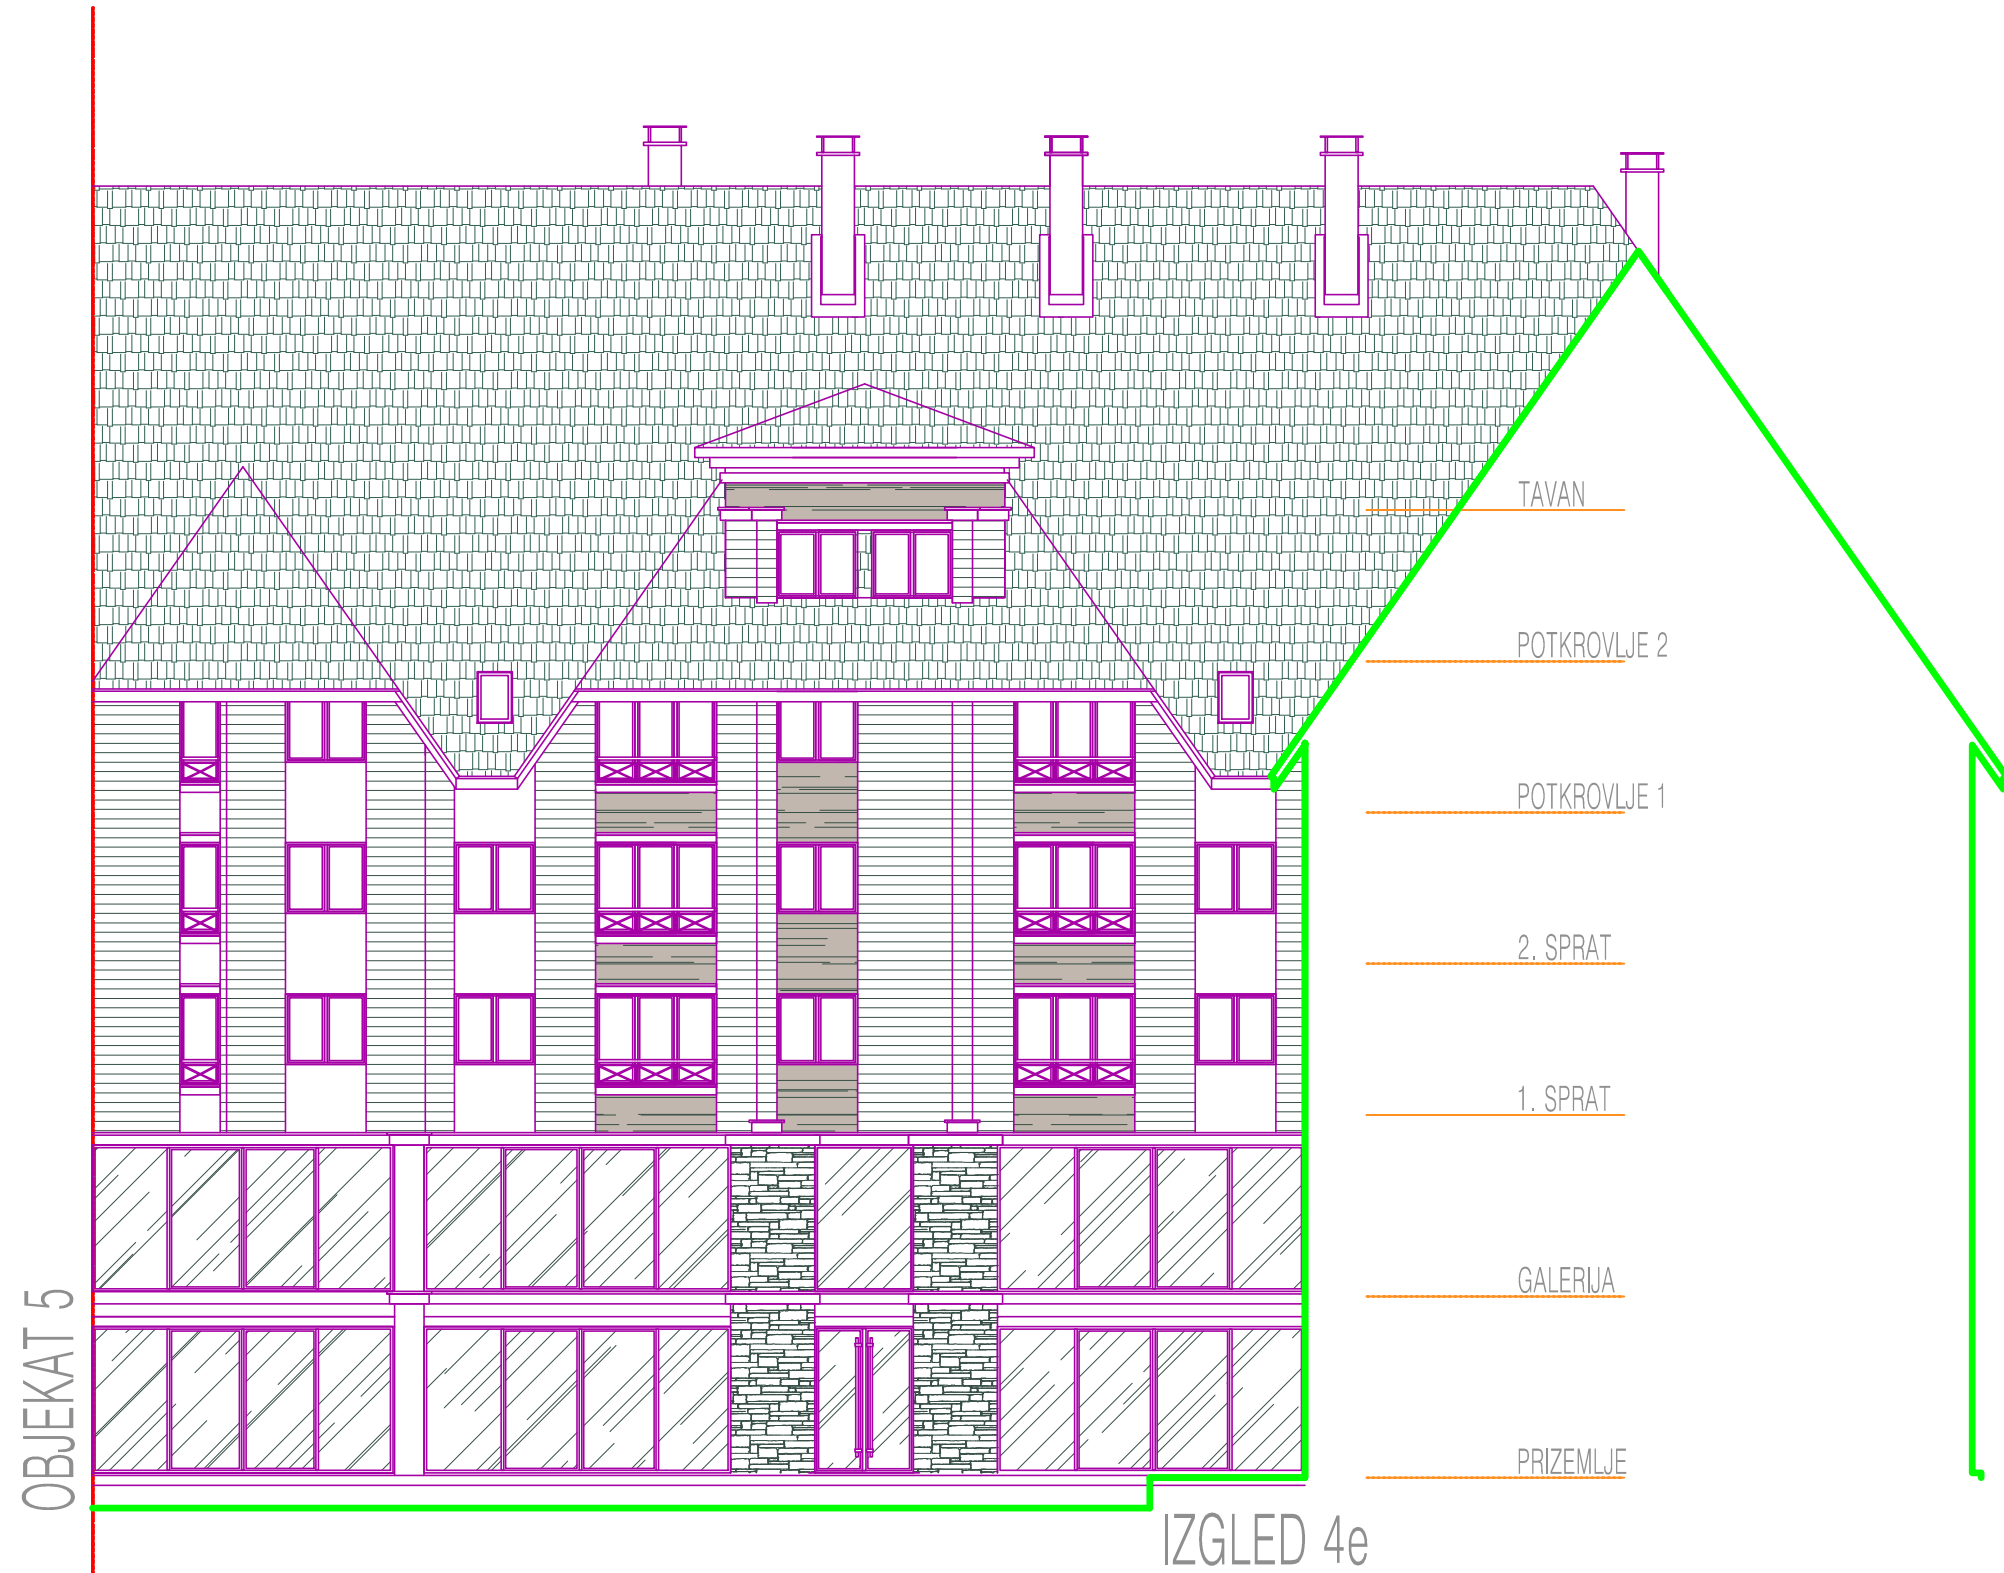 TAVAN
POTKROVLJE 2
POTKROVLJE 1
2. SPRAT
1. SPRAT
GALERIJA
PRIZEMLJE
OBJEKAT 5
IZGLED 4e